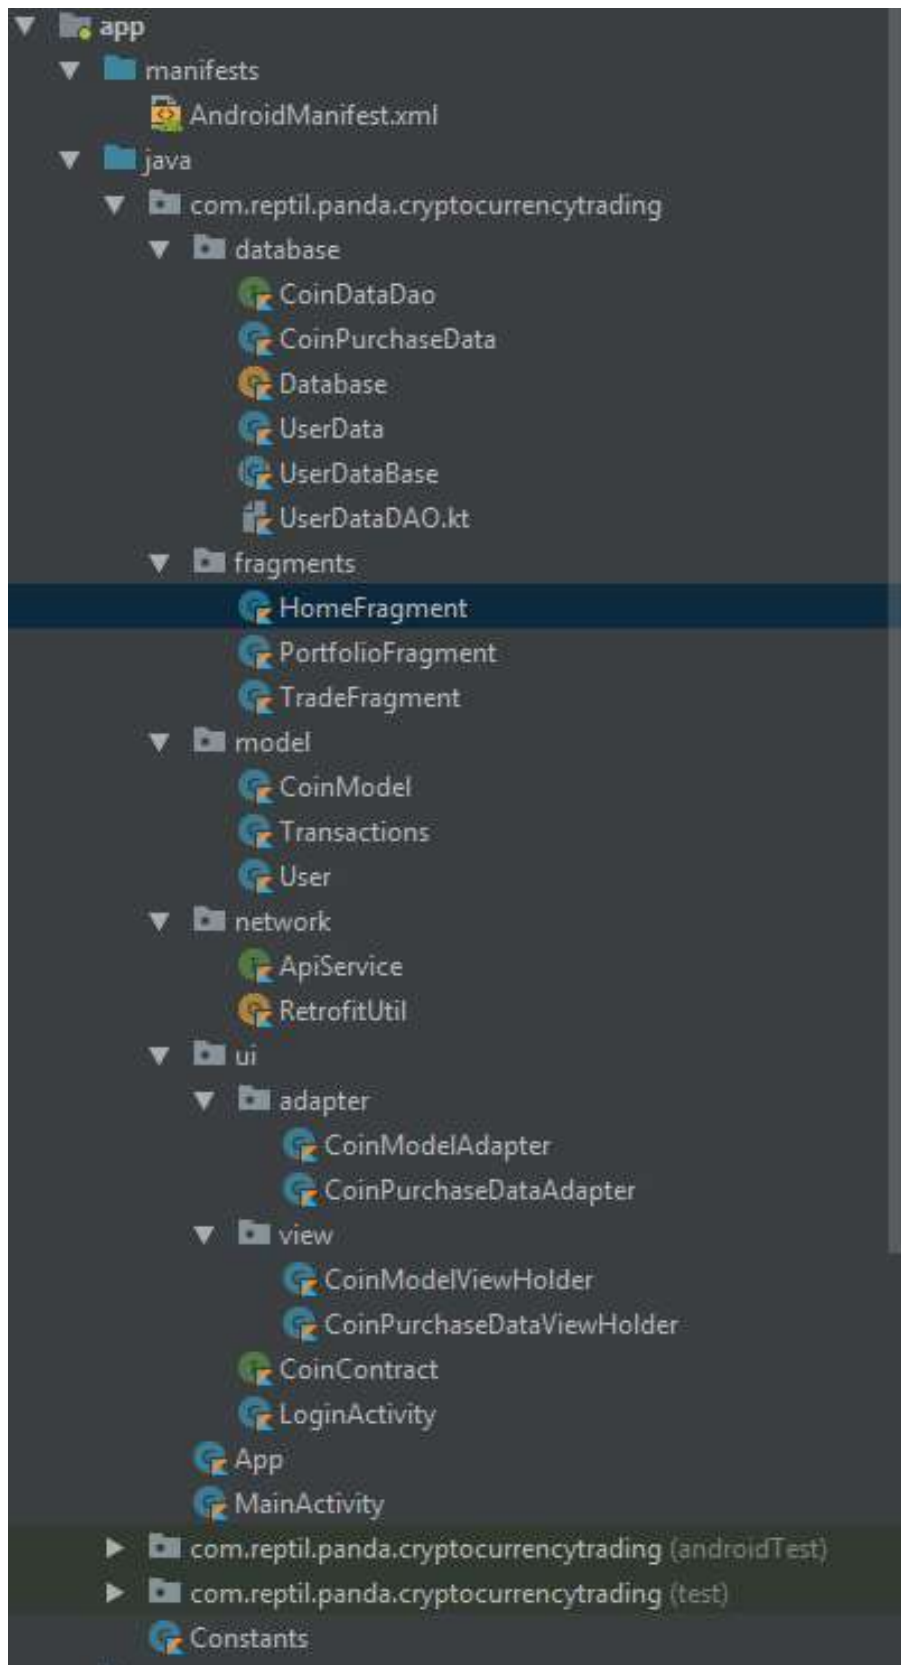 app
manifests
AndroidManifest.xml
java
com.reptil.panda.cryptocurrencytrading
database
CoinDataDao
CoinPurchaseData
Database
UserData
UserDataBase
UserDataDAO.kt
fragments
HomeFragment
PortfolioFragment
TradeFragment
model
CoinModel
Transactions
User
network
ApiService
RetrofitUtil
ui
adapter
CoinModelAdapter
CoinPurchaseDataAdapter
view
CoinModelViewHolder
CoinPurchaseDataViewHolder
CoinContract
LoginActivity
App
MainActivity
com.reptil.panda.cryptocurrencytrading (androidTest)
com.reptil.panda.cryptocurrencytrading (test)
Constants